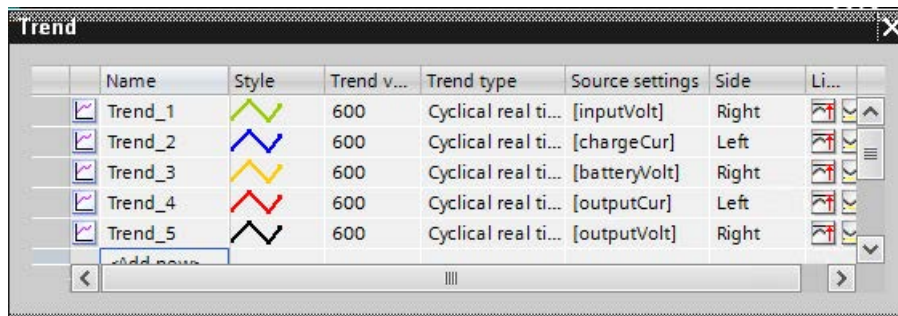 Trend
Name Style Trend v... Trend type Source settings Side Li...
Trend_1 600 Cyclical real ti... [inputVolt] Right
Trend_2 600 Cyclical real ti... [chargeCur] Left
Trend_3 600 Cyclical real ti... [batteryVolt] Right
Trend_4 600 Cyclical real ti... [outputCur] Left
Trend_5 600 Cyclical real ti... [outputVolt] Right
<Add new>